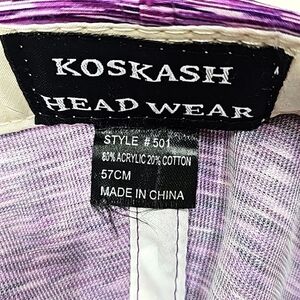 KOSKASH
HEAD WEAR
STYLE # 501
80% ACRYLIC 20% COTTON
57CM
MADE IN CHINA